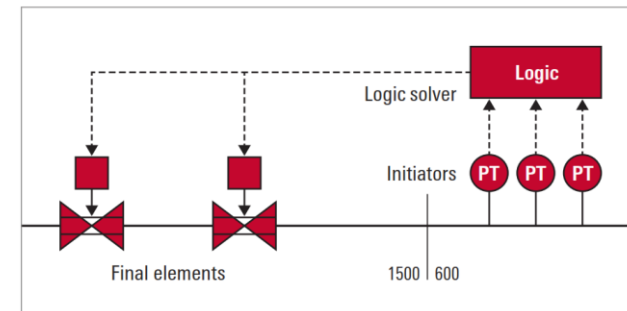 Logic
Logic solver
Initiators
PT PT PT
Final elements
1500 600